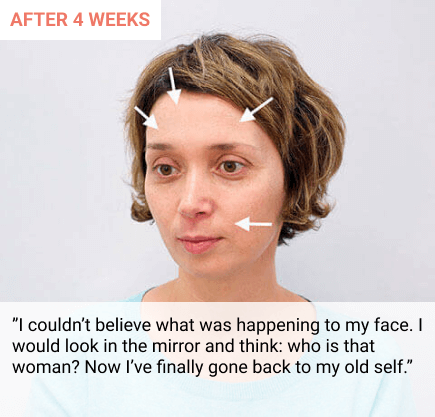 AFTER 4 WEEKS
”I couldn’t believe what was happening to my face. I
would look in the mirror and think: who is that
woman? Now I’ve finally gone back to my old self.”